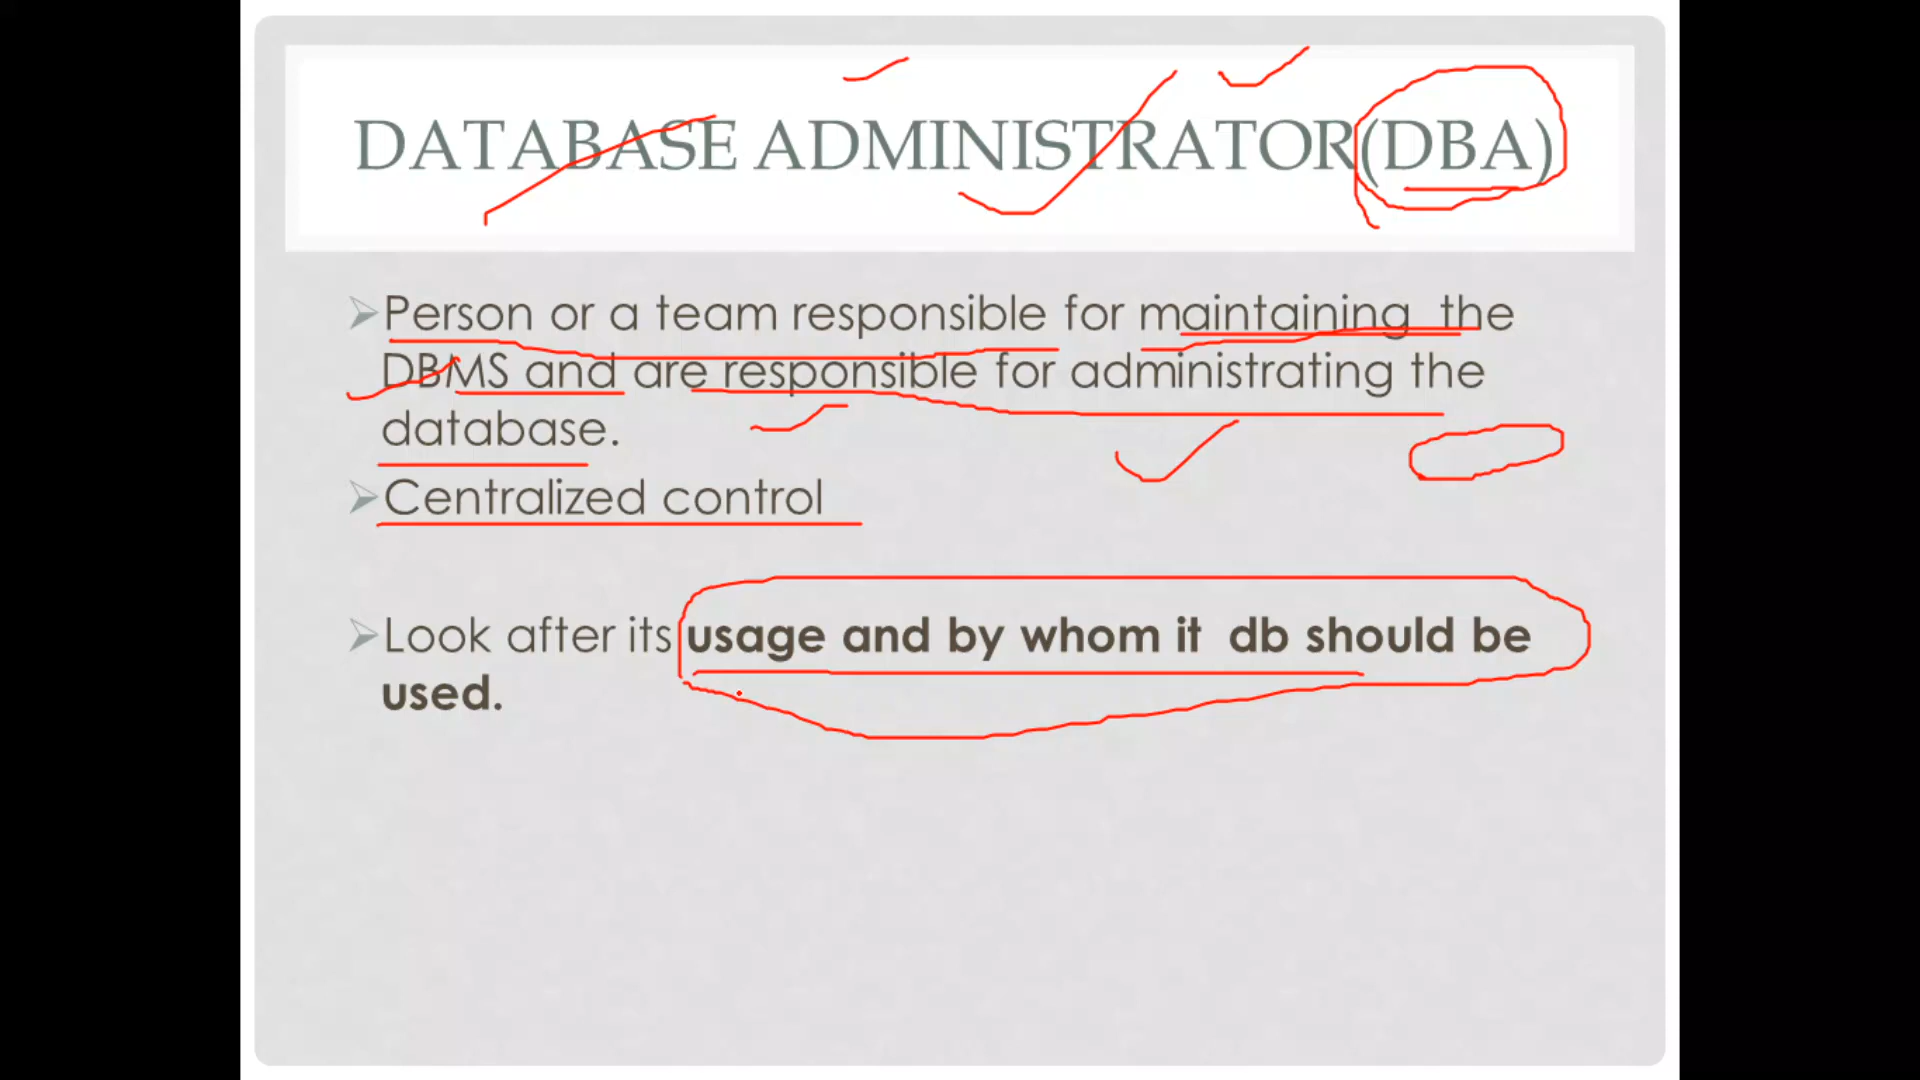 DATABASE ADMINISTRATOR(DBA)
Person or a team responsible for maintaining the
DBMS and are responsible for administrating the
database.
Centralized control
Look after its usage and by whom it db should be
used.